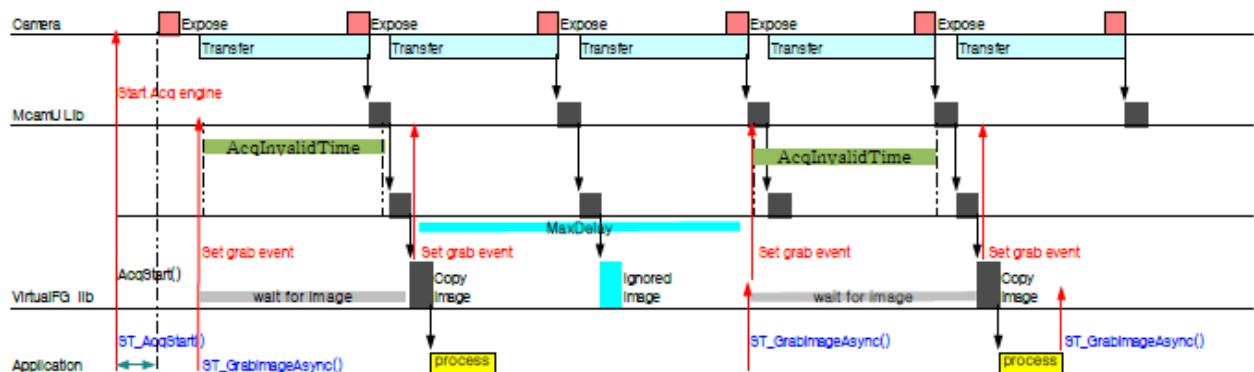 Camera
Expose Expose Expose Expose Expose
Transfer Transfer Transfer Transfer Transfer
Start Acq engine
McamU Lib
AcqInvalidTime AcqInvalidTime
MaxDelay
Set grab event Set grab event Set grab event Set grab event
AcqStart() Copy Ignored Copy
VirtualFG lib wait for image image image wait for image image
ST_AcqStart() ST_GrabImageAsync() ST_GrabImageAsync()
Application ST_GrabImageAsync() process process